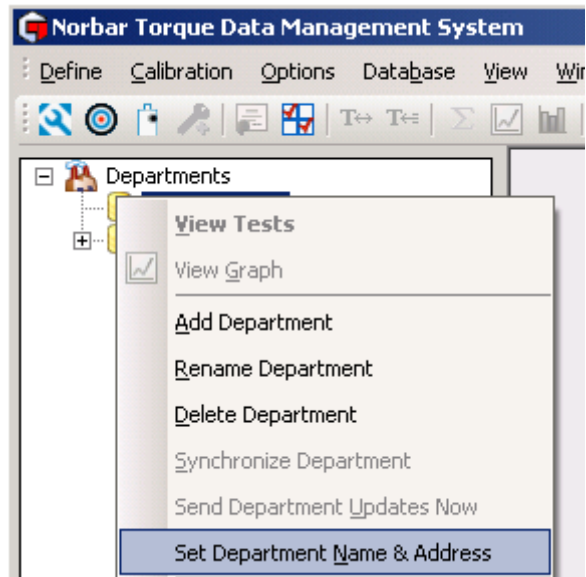 Norbar Torque Data Management System
Define Calibration Options Database View
T↔ T⇐ Σ
Departments
View Tests
View Graph
Add Department
Rename Department
Delete Department
Synchronize Department
Send Department Updates Now
Set Department Name & Address